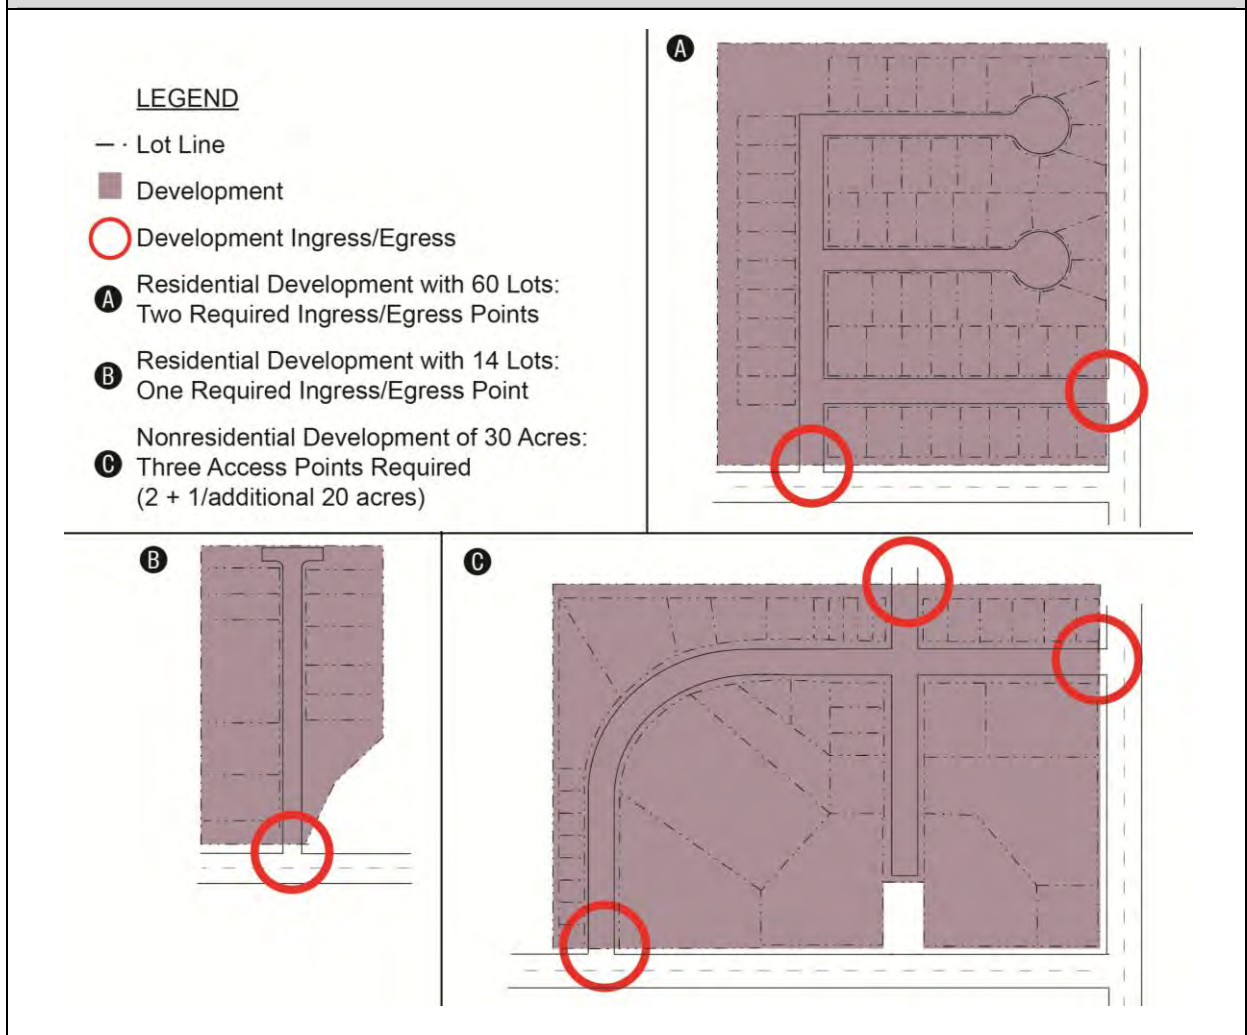 LEGEND
Lot Line
Development
Development Ingress/Egress
A Residential Development with 60 Lots:
Two Required Ingress/Egress Points
B Residential Development with 14 Lots:
One Required Ingress/Egress Point
C Nonresidential Development of 30 Acres:
Three Access Points Required
(2 + 1/additional 20 acres)
A
B
C